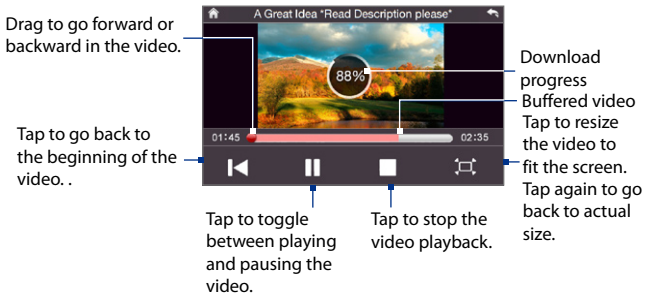 Drag to go forward or
backward in the video.
A Great Idea *Read Description please*
88%
Download
progress
Buffered video
01:45
02:35
Tap to go back to
the beginning of the
video. .
Tap to resize
the video to
fit the screen.
Tap again to go
back to actual
size.
Tap to toggle
between playing
and pausing the
video.
Tap to stop the
video playback.